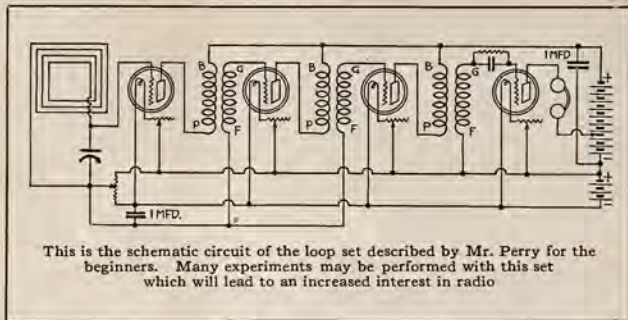 B G B G B G 1 MFD
P F P F P F
1 MFD.
This is the schematic circuit of the loop set described by Mr. Perry for the
beginners. Many experiments may be performed with this set
which will lead to an increased interest in radio